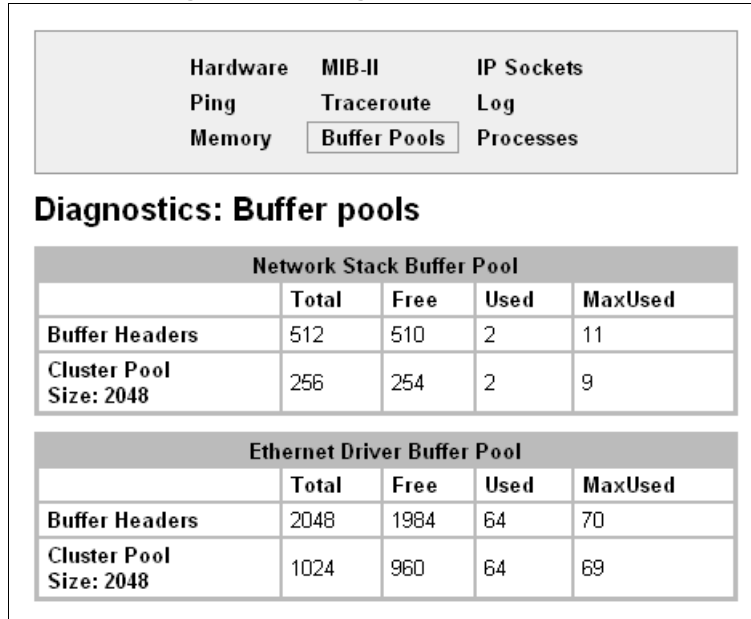 Hardware MIB-II IP Sockets
Ping Traceroute Log
Memory Buffer Pools Processes
Diagnostics: Buffer pools
Network Stack Buffer Pool
Total Free Used MaxUsed
Buffer Headers 512 510 2 11
Cluster Pool
Size: 2048 256 254 2 9
Ethernet Driver Buffer Pool
Total Free Used MaxUsed
Buffer Headers 2048 1984 64 70
Cluster Pool
Size: 2048 1024 960 64 69